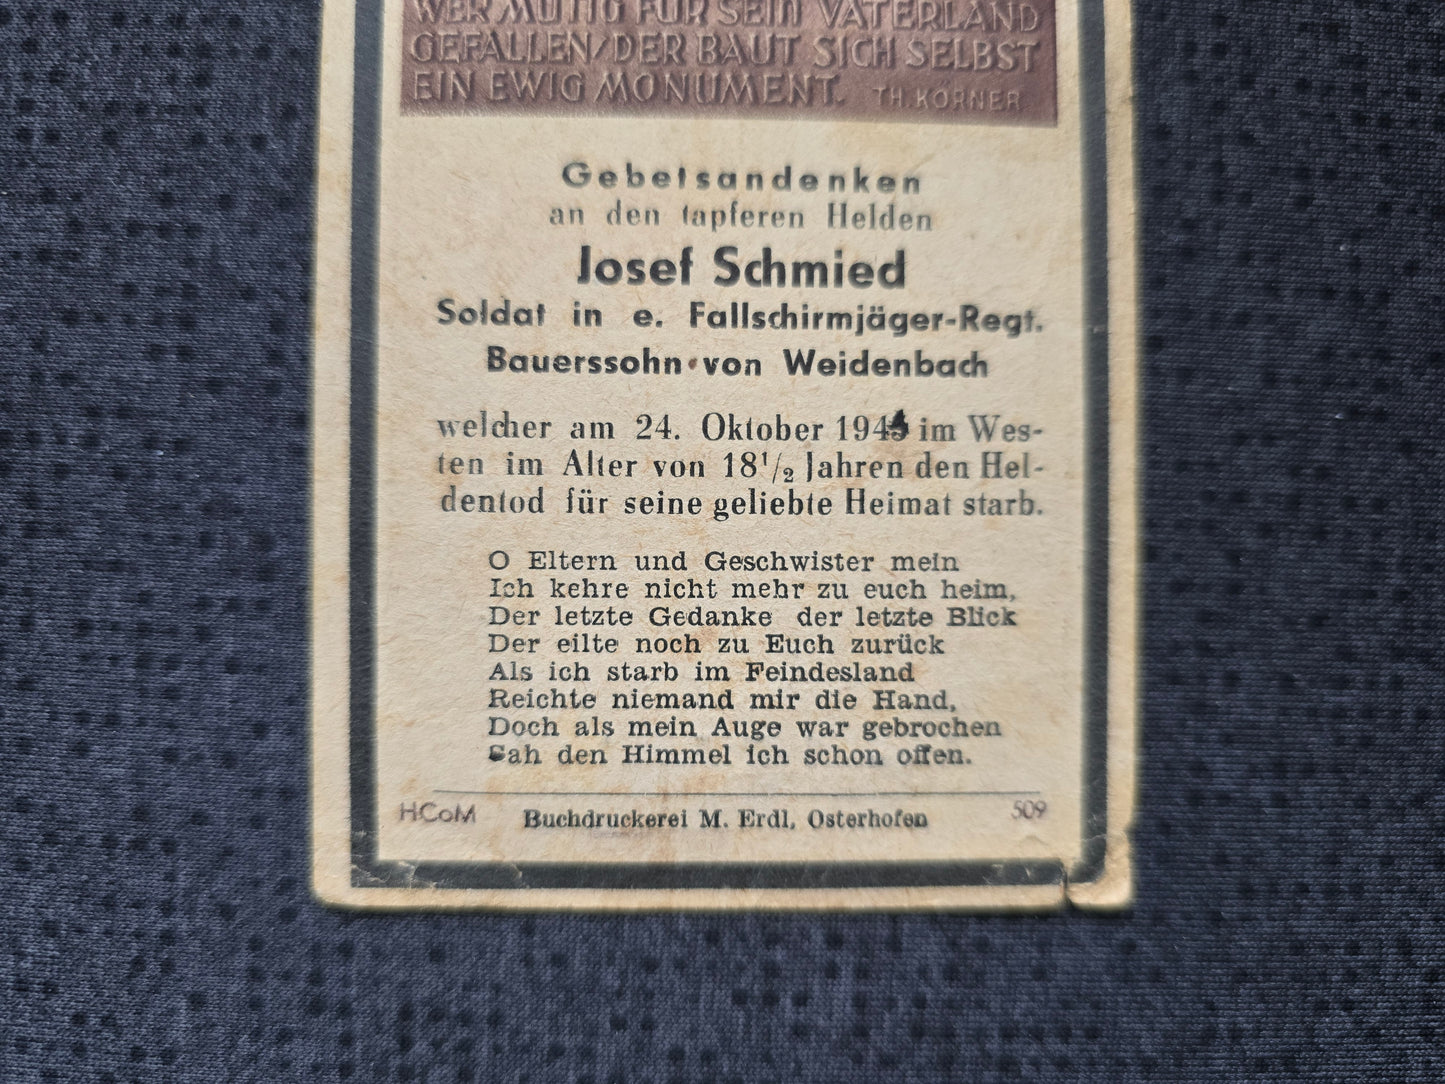 WER MUTIG FÜR SEIN VATERLAND
GEFALLEN/DER BAUT SICH SELBST
EIN EWIG MONUMENT.
TH. KÖRNER
Gebetsandenken
an den tapferen Helden
Josef Schmied
Soldat in e. Fallschirmjäger-Regt.
Bauerssohn von Weidenbach
welcher am 24. Oktober 1944 im Wes-
ten im Alter von 18 1/2 Jahren den Hel-
dentod für seine geliebte Heimat starb.
O Eltern und Geschwister mein
Ich kehre nicht mehr zu euch heim,
Der letzte Gedanke der letzte Blick
Der eilte noch zu Euch zurück
Als ich starb im Feindesland
Reichte niemand mir die Hand,
Doch als mein Auge war gebrochen
Sah den Himmel ich schon offen.
HCoM
Buchdruckerei M. Erdl, Osterhofen
509